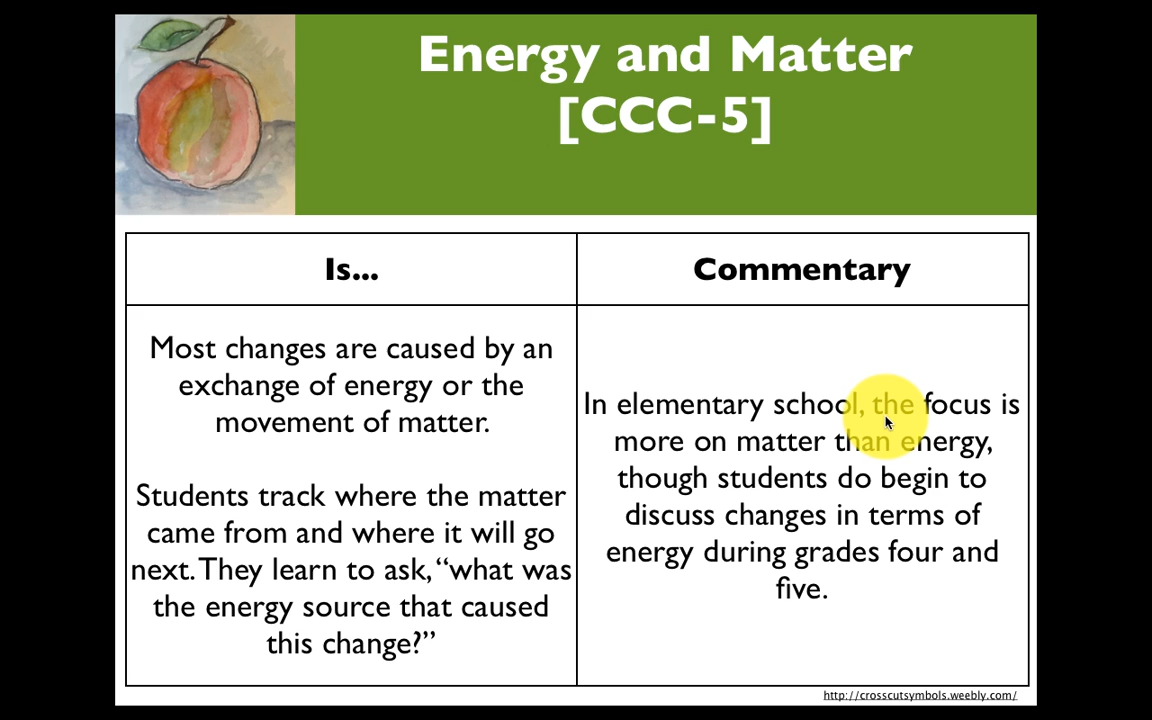 Energy and Matter
[CCC-5]
Is...
Commentary
Most changes are caused by an
exchange of energy or the
movement of matter.
Students track where the matter
came from and where it will go
next. They learn to ask, “what was
the energy source that caused
this change?”
In elementary school, the focus is
more on matter than energy,
though students do begin to
discuss changes in terms of
energy during grades four and
five.
http://crosscutsymbols.weebly.com/